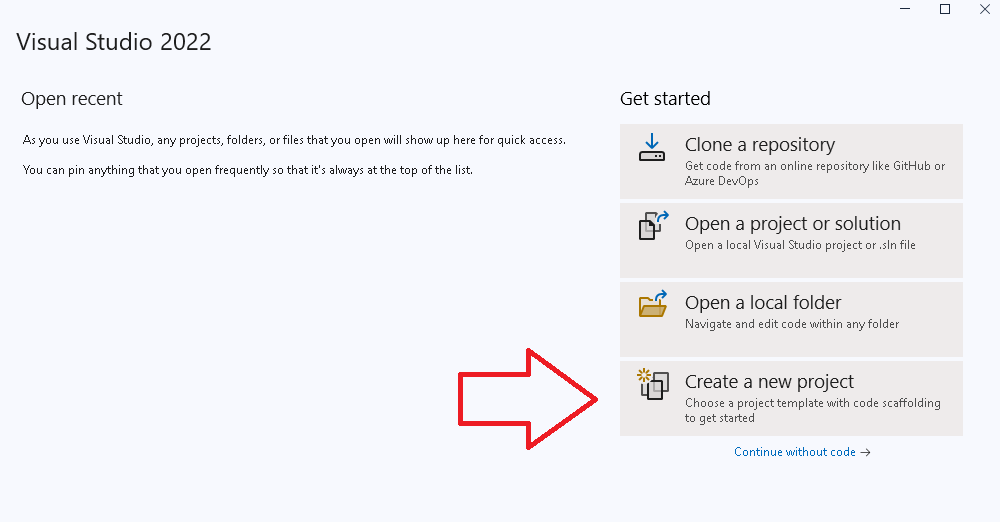 Visual Studio 2022
Open recent
As you use Visual Studio, any projects, folders, or files that you open will show up here for quick access.
You can pin anything that you open frequently so that it's always at the top of the list.
Get started
Clone a repository
Get code from an online repository like GitHub or
Azure DevOps
Open a project or solution
Open a local Visual Studio project or .sln file
Open a local folder
Navigate and edit code within any folder
Create a new project
Choose a project template with code scaffolding
to get started
Continue without code →